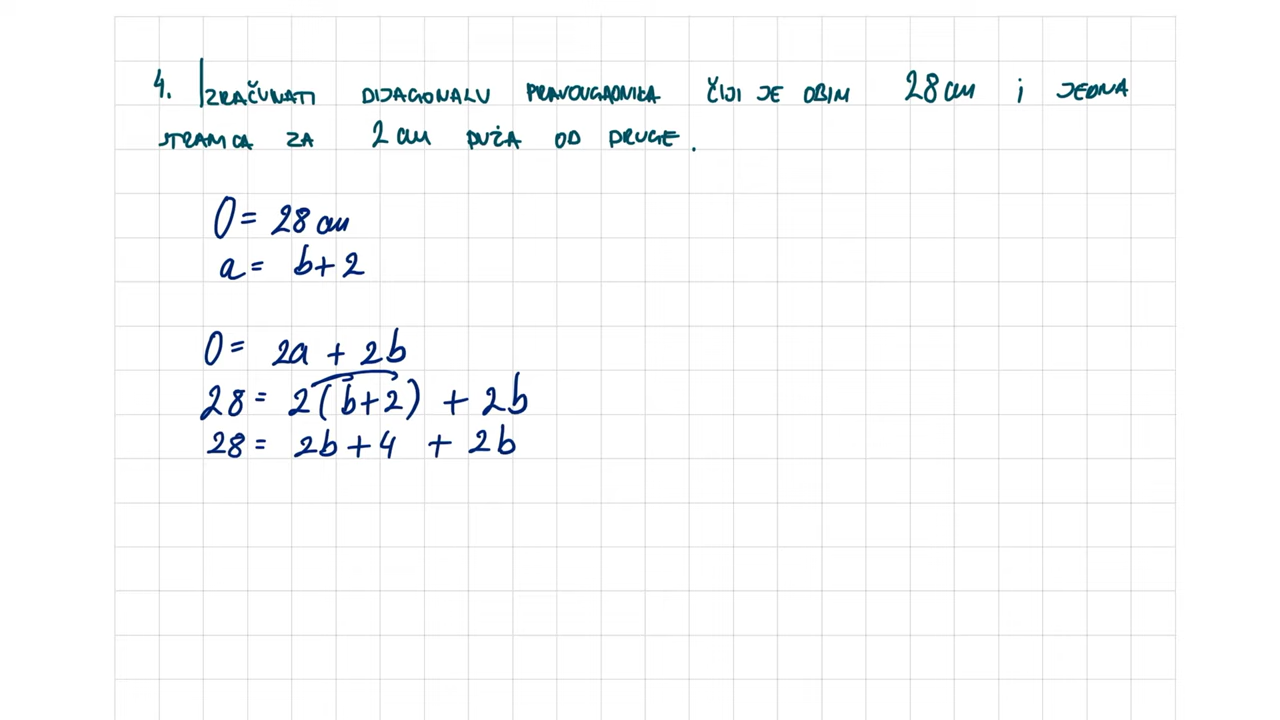 4. IZRAČUNATI DIJAGONALU PRAVOUGAONIKA ČIJI JE OBIM 28 cm i JEDNA
STRANICA ZA 2 cm DUŽA OD DRUGE.
O = 28 cm
a = b+2
O = 2a + 2b
28 = 2(b+2) + 2b
28 = 2b+4 + 2b